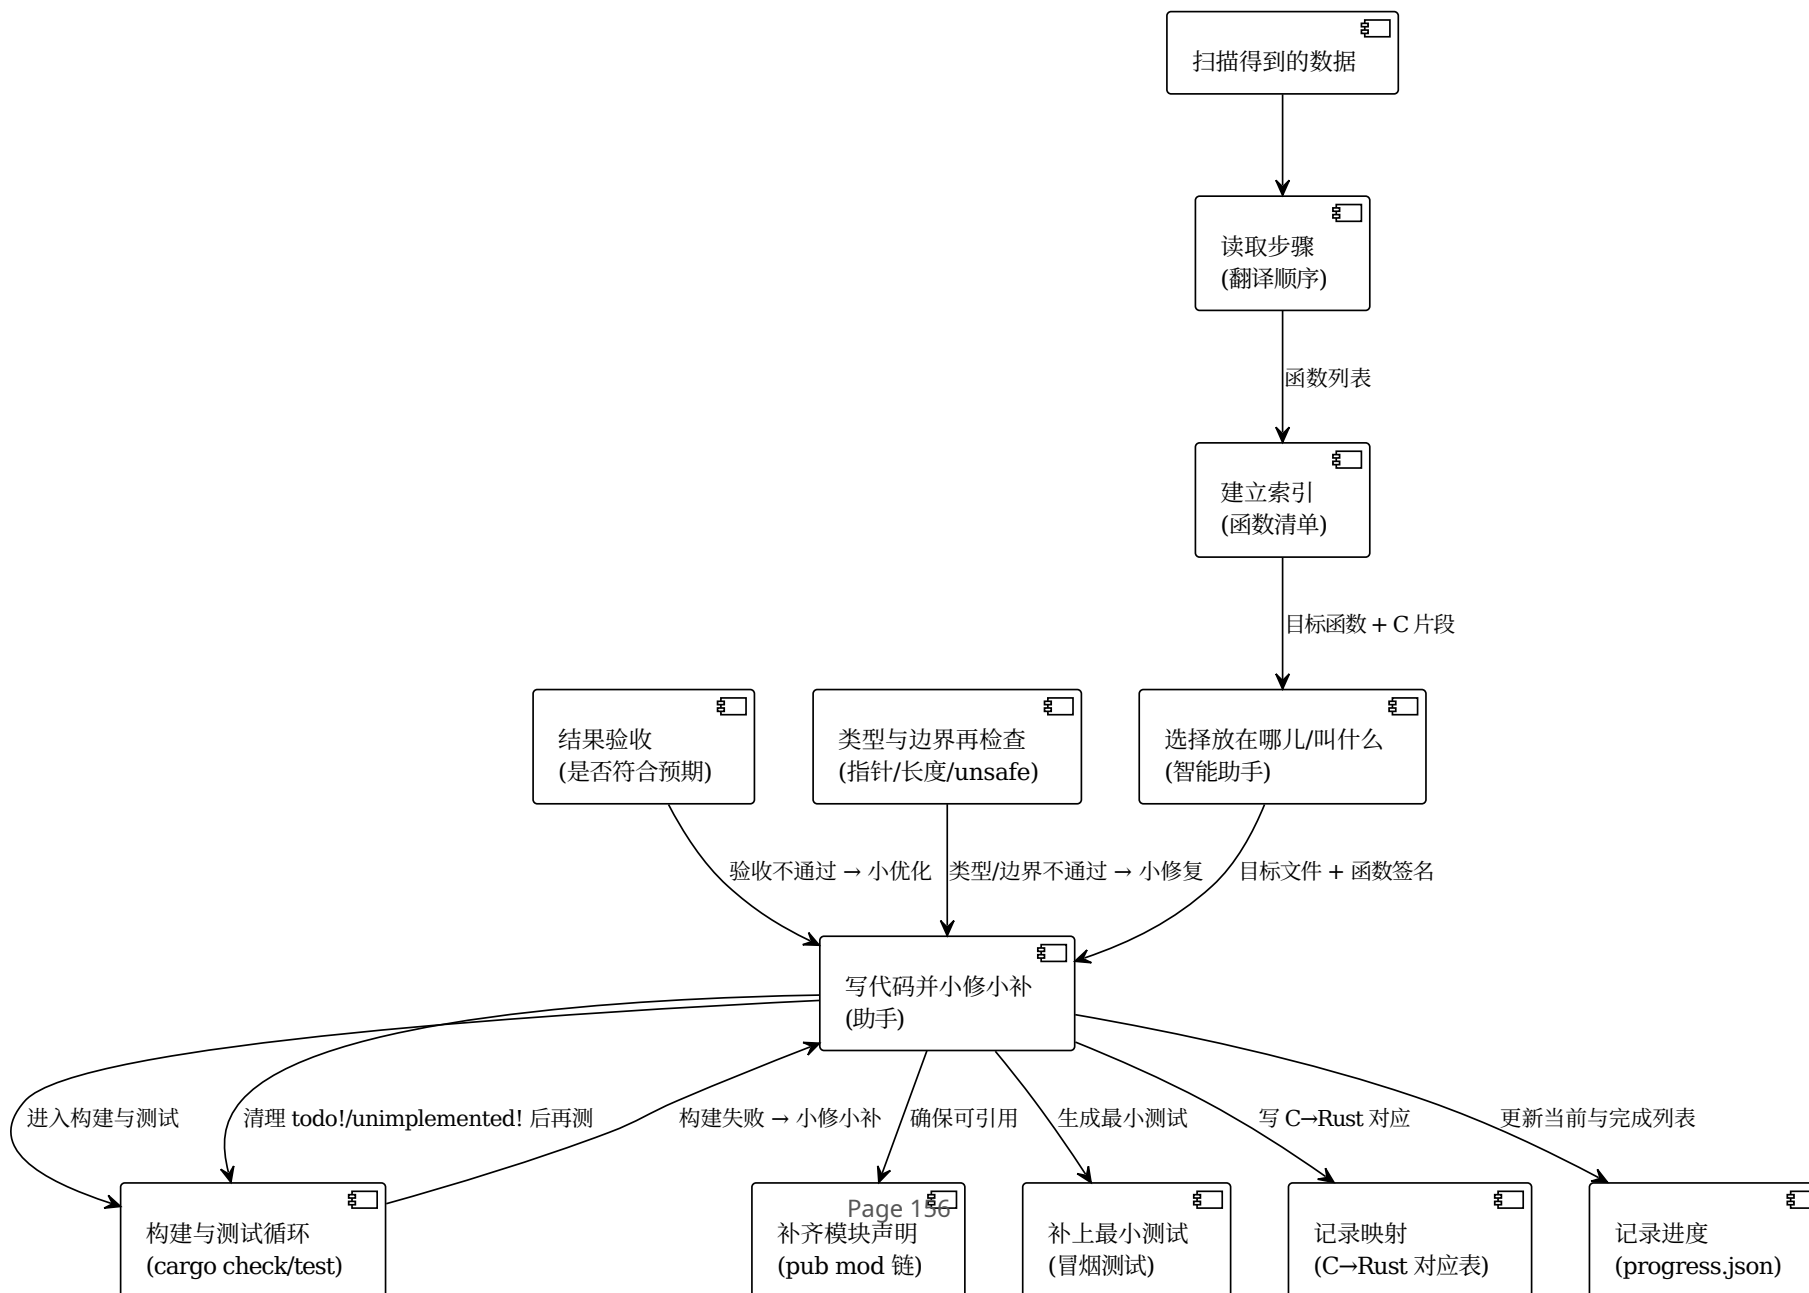 扫描得到的数据
读取步骤
(翻译顺序)
函数列表
建立索引
(函数清单)
目标函数 + C 片段
结果验收
(是否符合预期)
类型与边界再检查
(指针/长度/unsafe)
选择放在哪儿/叫什么
(智能助手)
验收不通过 → 小优化
类型/边界不通过 → 小修复
目标文件 + 函数签名
写代码并小修小补
(助手)
进入构建与测试
清理 todo!/unimplemented! 后再测
构建失败 → 小修小补
确保可引用
生成最小测试
写 C→Rust 对应
更新当前与完成列表
Page 156
构建与测试循环
(cargo check/test)
补齐模块声明
(pub mod 链)
补上最小测试
(冒烟测试)
记录映射
(C→Rust 对应表)
记录进度
(progress.json)